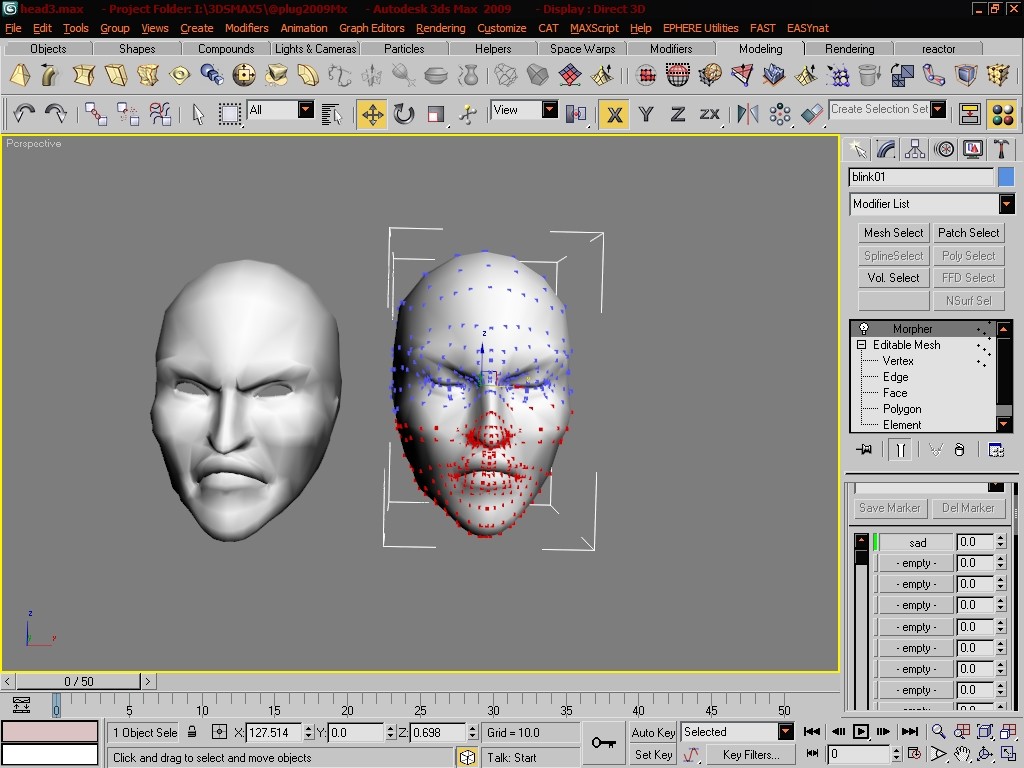 head3.max - Project Folder: I:\3DSMAX5\@plug2009Mx - Autodesk 3ds Max 2009 - Display : Direct 3D
File Edit Tools Group Views Create Modifiers Animation Graph Editors Rendering Customize CAT MAXScript Help EPHERE Utilities FAST EASYnat
Objects Shapes Compounds Lights & Cameras Particles Helpers Space Warps Modifiers Modeling Rendering reactor
All View X Y Z ZX Create Selection Set
Perspective
blink01
Modifier List
Mesh Select Patch Select
SplineSelect Poly Select
Vol. Select FFD Select
NSurf Sel
Morpher
Editable Mesh
Vertex
Edge
Face
Polygon
Element
Save Marker Del Marker
sad 0.0
- empty - 0.0
- empty - 0.0
- empty - 0.0
- empty - 0.0
- empty - 0.0
- empty - 0.0
- empty - 0.0
z
z
y
< 0 / 50 >
0 5 10 15 20 25 30 35 40 45 50
1 Object Sele X: 127.514 Y: 0.0 Z: 0.698 Grid = 10.0 Auto Key Selected
Click and drag to select and move objects Talk: Start Set Key Key Filters... 0